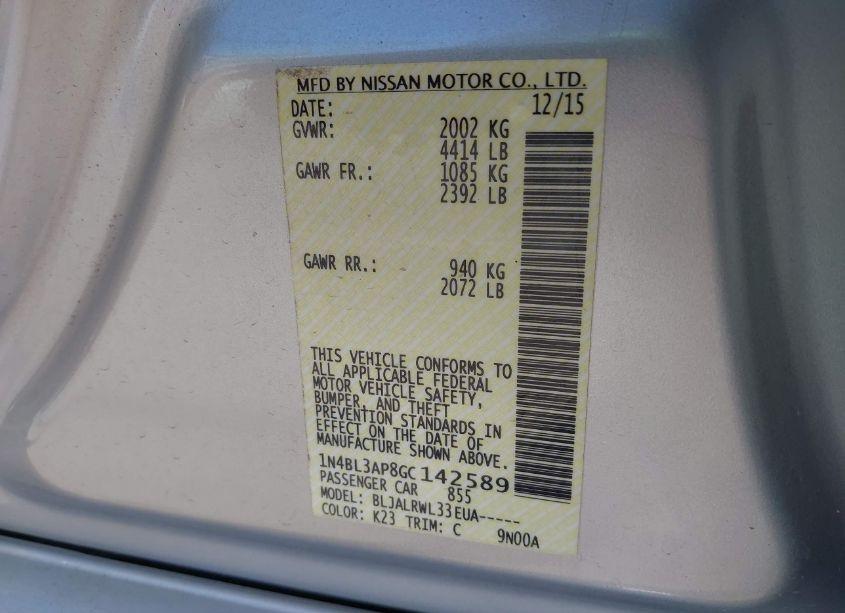 MFD BY NISSAN MOTOR CO., LTD.
DATE: 12/15
GVWR: 2002 KG
4414 LB
GAWR FR.: 1085 KG
2392 LB
GAWR RR.: 940 KG
2072 LB
THIS VEHICLE CONFORMS TO
ALL APPLICABLE FEDERAL
MOTOR VEHICLE SAFETY,
BUMPER, AND THEFT
PREVENTION STANDARDS IN
EFFECT ON THE DATE OF
MANUFACTURE SHOWN ABOVE.
1N4BL3AP8GC142589
PASSENGER CAR 855
MODEL: BLJALRWL33EUA-----
COLOR: K23 TRIM: C 9N00A